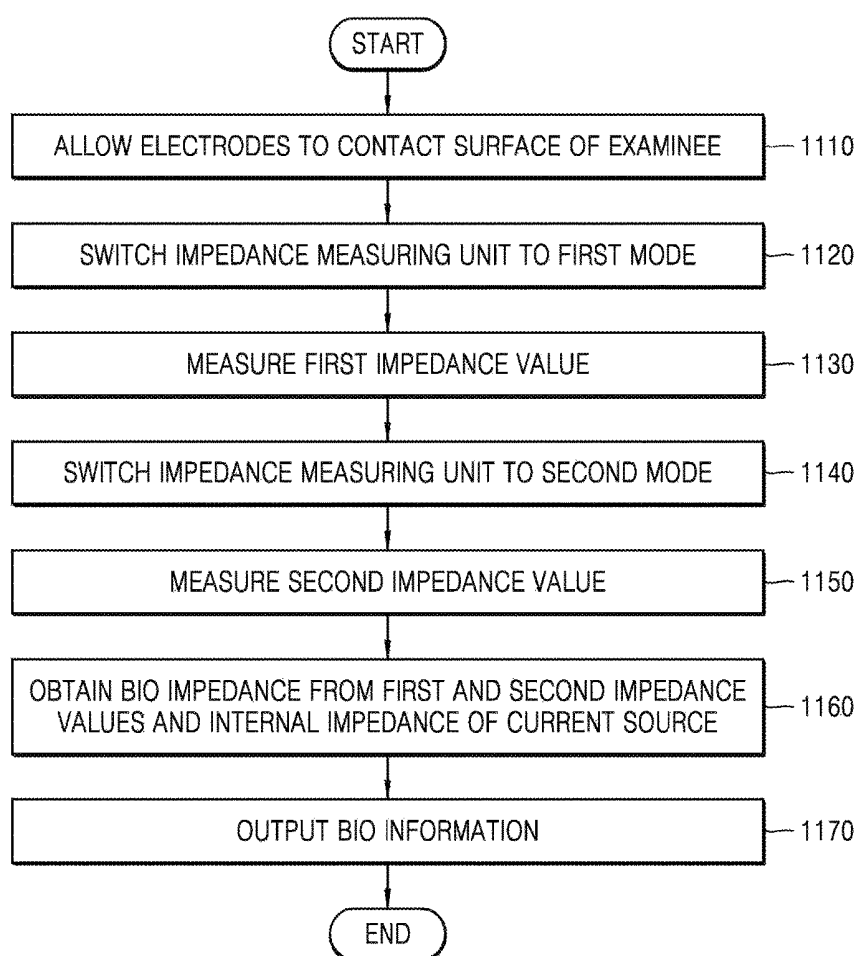 START
ALLOW ELECTRODES TO CONTACT SURFACE OF EXAMINEE
1110
SWITCH IMPEDANCE MEASURING UNIT TO FIRST MODE
1120
MEASURE FIRST IMPEDANCE VALUE
1130
SWITCH IMPEDANCE MEASURING UNIT TO SECOND MODE
1140
MEASURE SECOND IMPEDANCE VALUE
1150
OBTAIN BIO IMPEDANCE FROM FIRST AND SECOND IMPEDANCE
VALUES AND INTERNAL IMPEDANCE OF CURRENT SOURCE
1160
OUTPUT BIO INFORMATION
1170
END